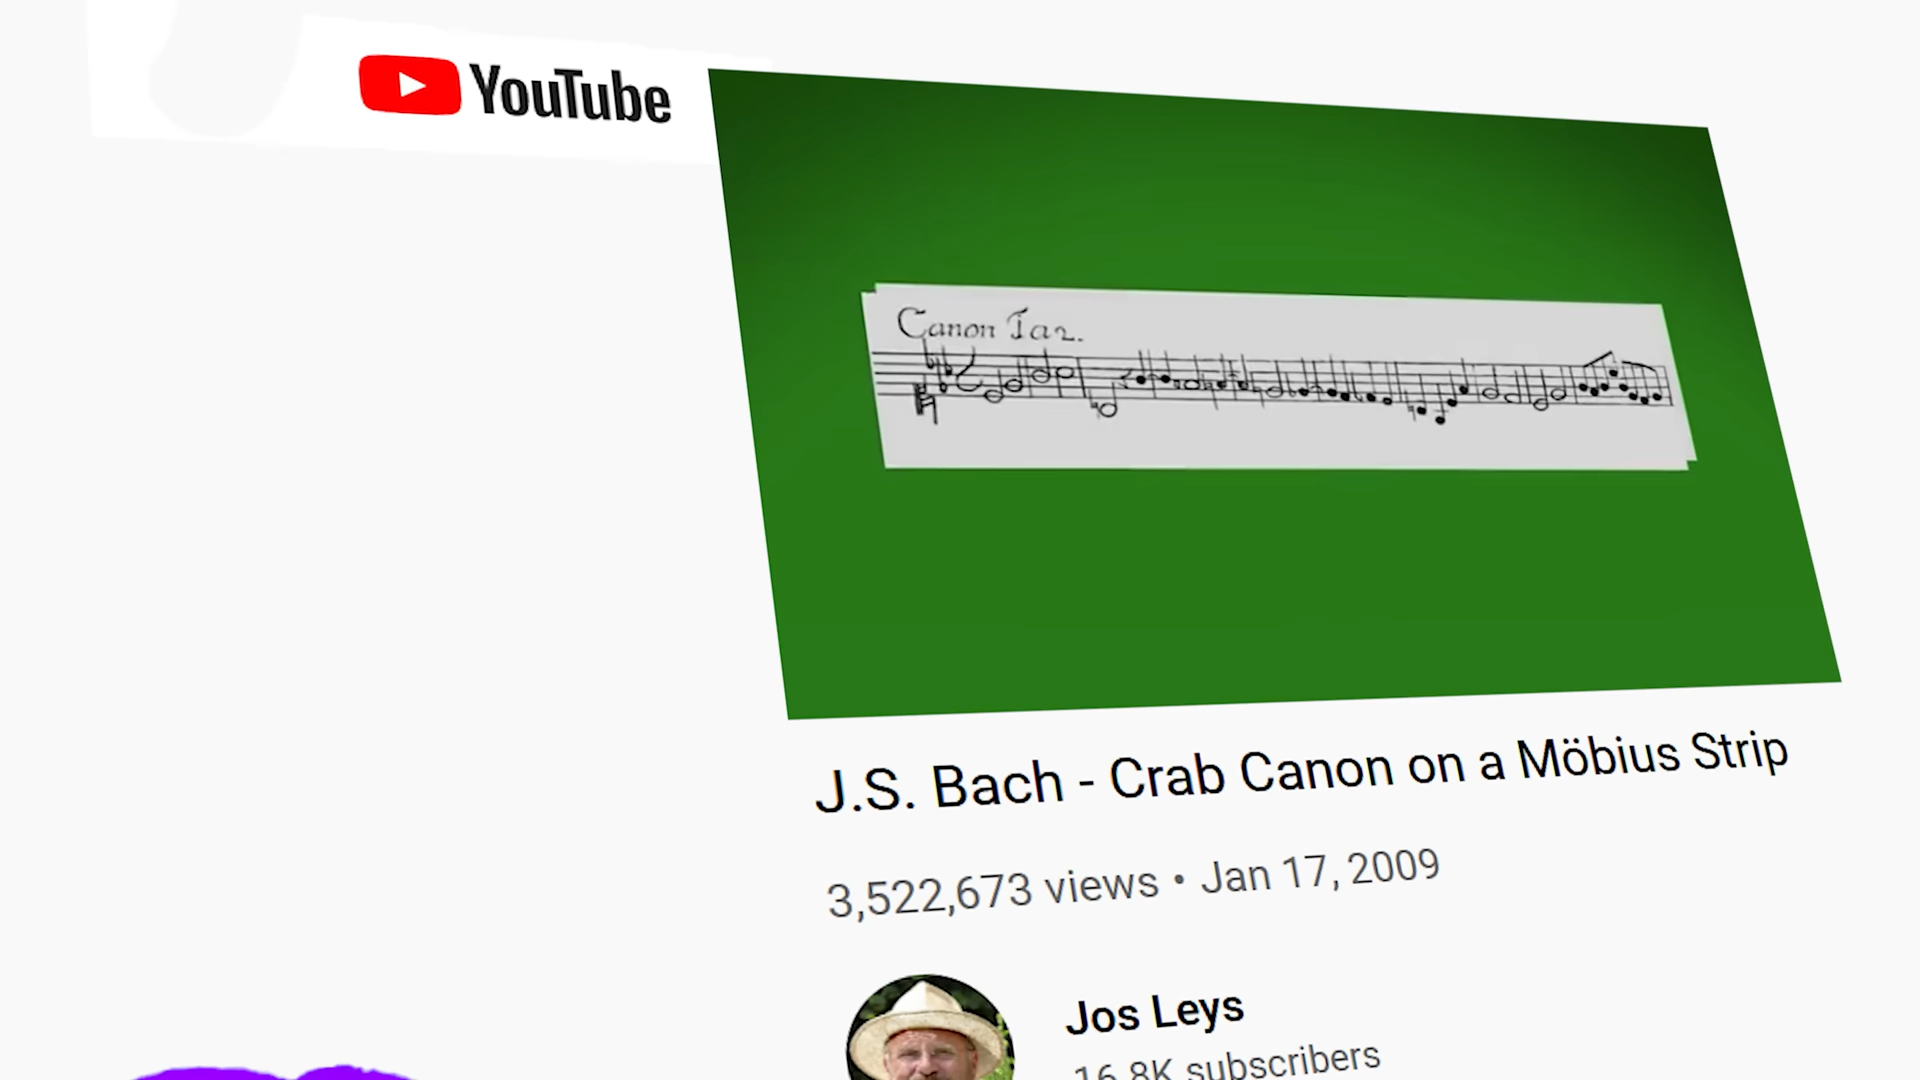 YouTube
Canon 1 a 2.
J.S. Bach - Crab Canon on a Möbius Strip
3,522,673 views • Jan 17, 2009
Jos Leys
16.8K subscribers